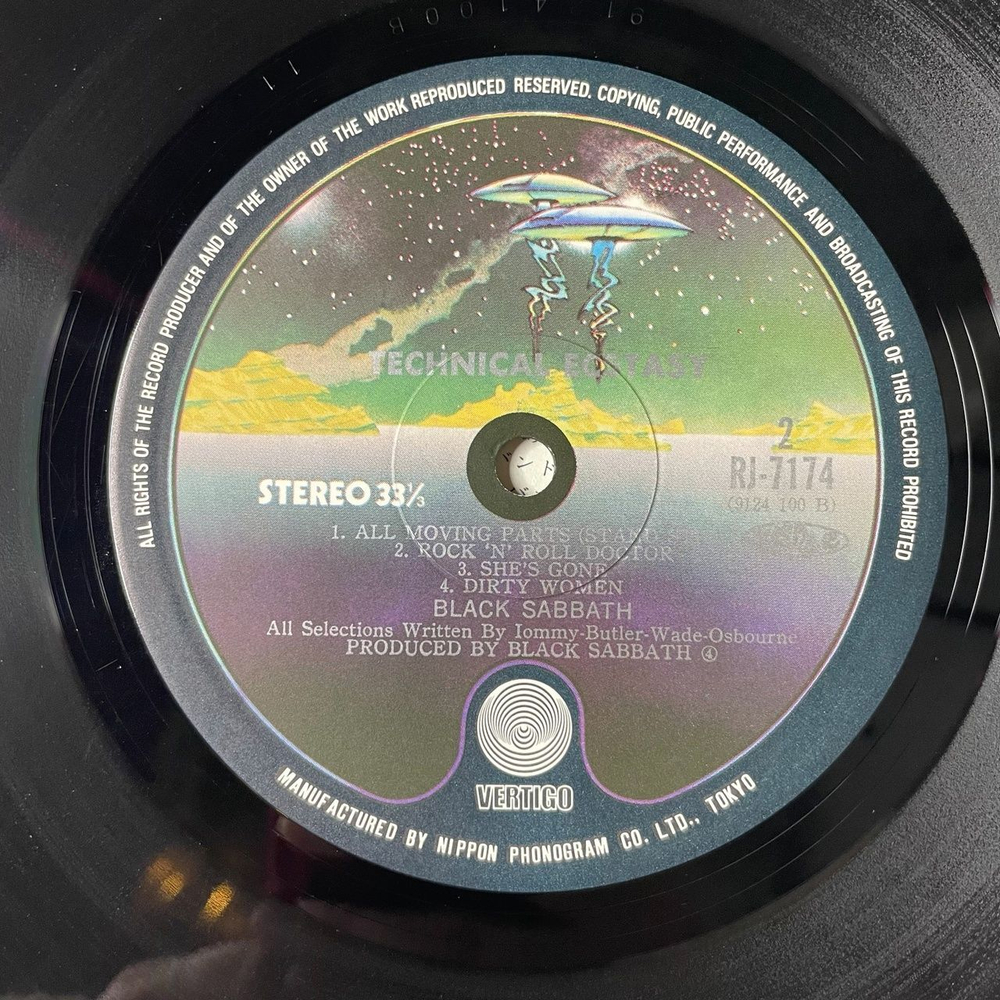 ALL RIGHTS OF THE RECORD PRODUCER AND OF THE OWNER OF THE WORK REPRODUCED RESERVED. COPYING, PUBLIC PERFORMANCE AND BROADCASTING OF THIS RECORD PROHIBITED
TECHNICAL ECSTASY
2
RJ-7174
(9124 100 B)
STEREO 33⅓
1. ALL MOVING PARTS (STAND
2. ROCK 'N' ROLL DOCTOR
3. SHE'S GONE
4. DIRTY WOMEN
BLACK SABBATH
All Selections Written By Iommy-Butler-Wade-Osbourne
PRODUCED BY BLACK SABBATH ④
VERTIGO
MANUFACTURED BY NIPPON PHONOGRAM CO. LTD., TOKYO